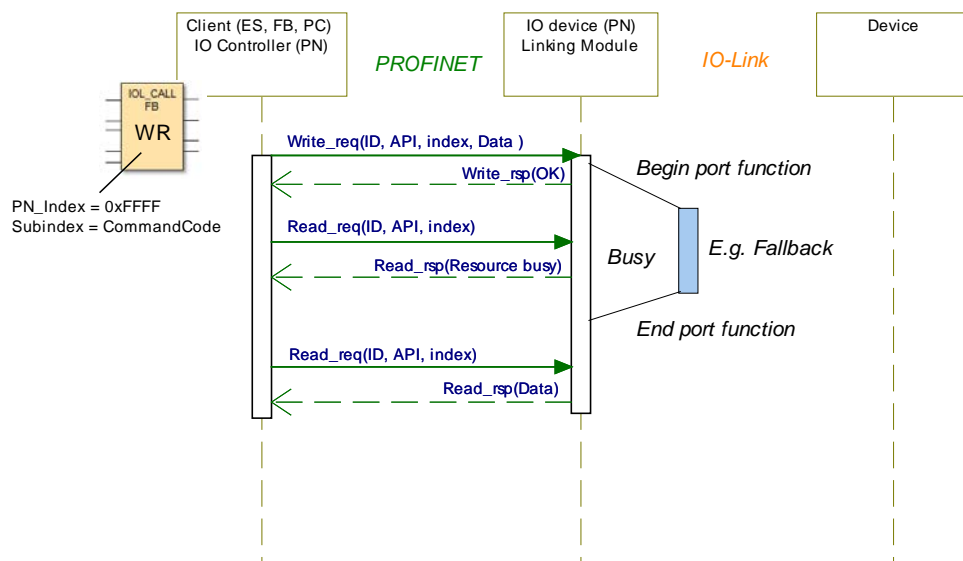 Client (ES, FB, PC)
IO Controller (PN)
IO device (PN)
Linking Module
Device
PROFINET
IO-Link
IOL_CALL
FB
WR
PN_Index = 0xFFFF
Subindex = CommandCode
Write_req(ID, API, index, Data )
Write_rsp(OK)
Begin port function
Read_req(ID, API, index)
Read_rsp(Resource busy)
Busy
E.g. Fallback
End port function
Read_req(ID, API, index)
Read_rsp(Data)